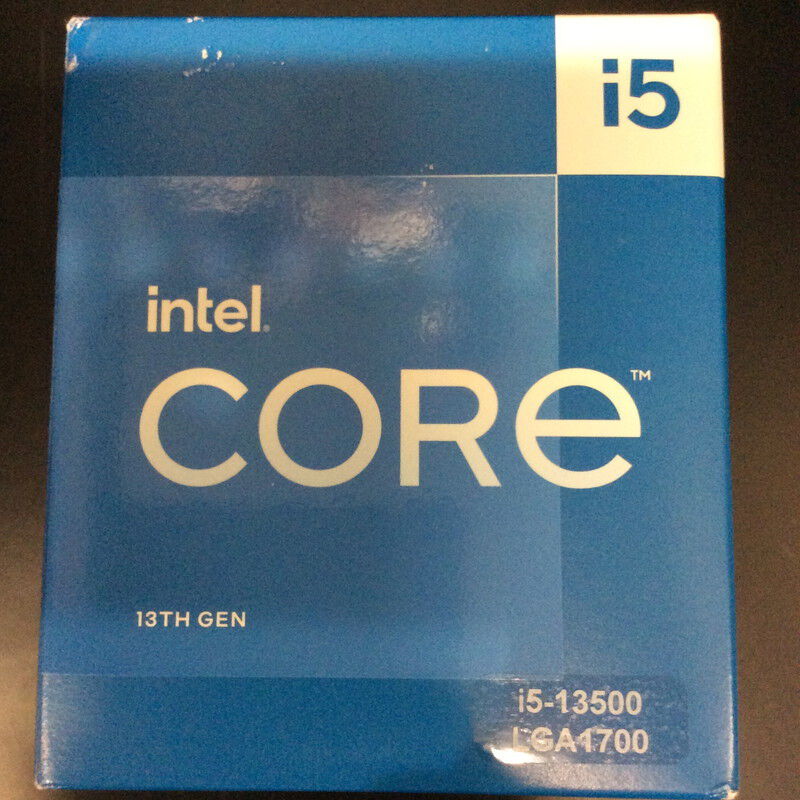 i5
intel.
CORe™
13TH GEN
i5-13500
LGA1700